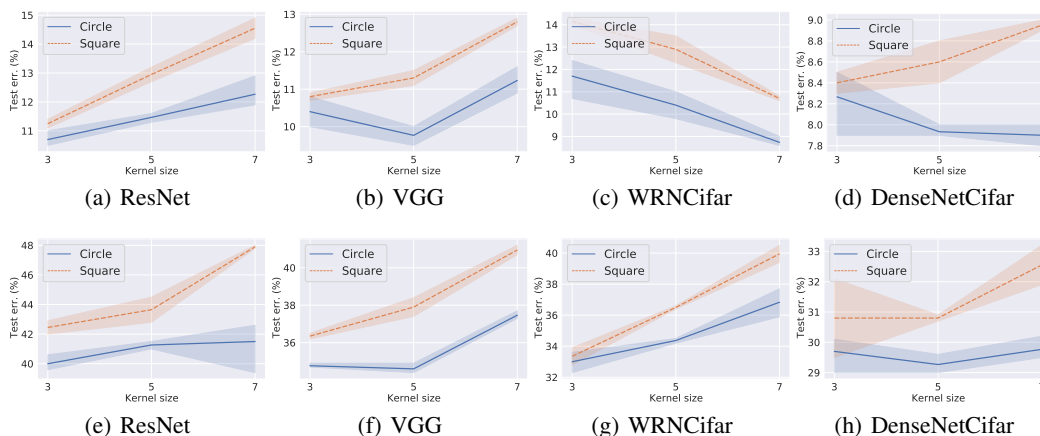 Circle
Square
Test err. (%)
15
14
13
12
11
3
5
7
Kernel size
(a) ResNet
Circle
Square
Test err. (%)
13
12
11
10
3
5
7
Kernel size
(b) VGG
Circle
Square
Test err. (%)
14
13
12
11
10
9
3
5
7
Kernel size
(c) WRNCifar
Circle
Square
Test err. (%)
9.0
8.8
8.6
8.4
8.2
8.0
7.8
3
5
7
Kernel size
(d) DenseNetCifar
Circle
Square
Test err. (%)
48
46
44
42
40
3
5
7
Kernel size
(e) ResNet
Circle
Square
Test err. (%)
40
38
36
3
5
7
Kernel size
(f) VGG
Circle
Square
Test err. (%)
40
38
36
34
32
3
5
7
Kernel size
(g) WRNCifar
Circle
Square
Test err. (%)
33
32
31
30
29
3
5
7
Kernel size
(h) DenseNetCifar